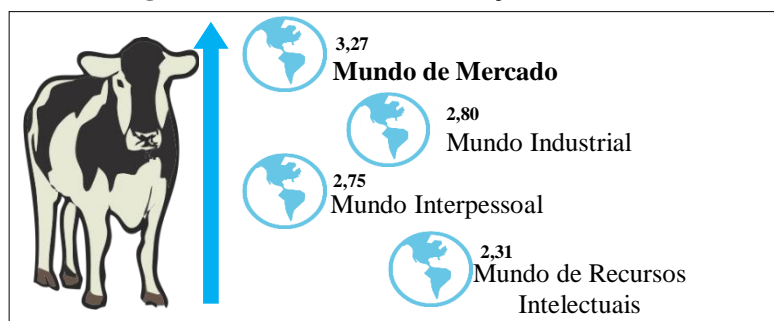 3,27
Mundo de Mercado
2,80
Mundo Industrial
2,75
Mundo Interpessoal
2,31
Mundo de Recursos
Intelectuais